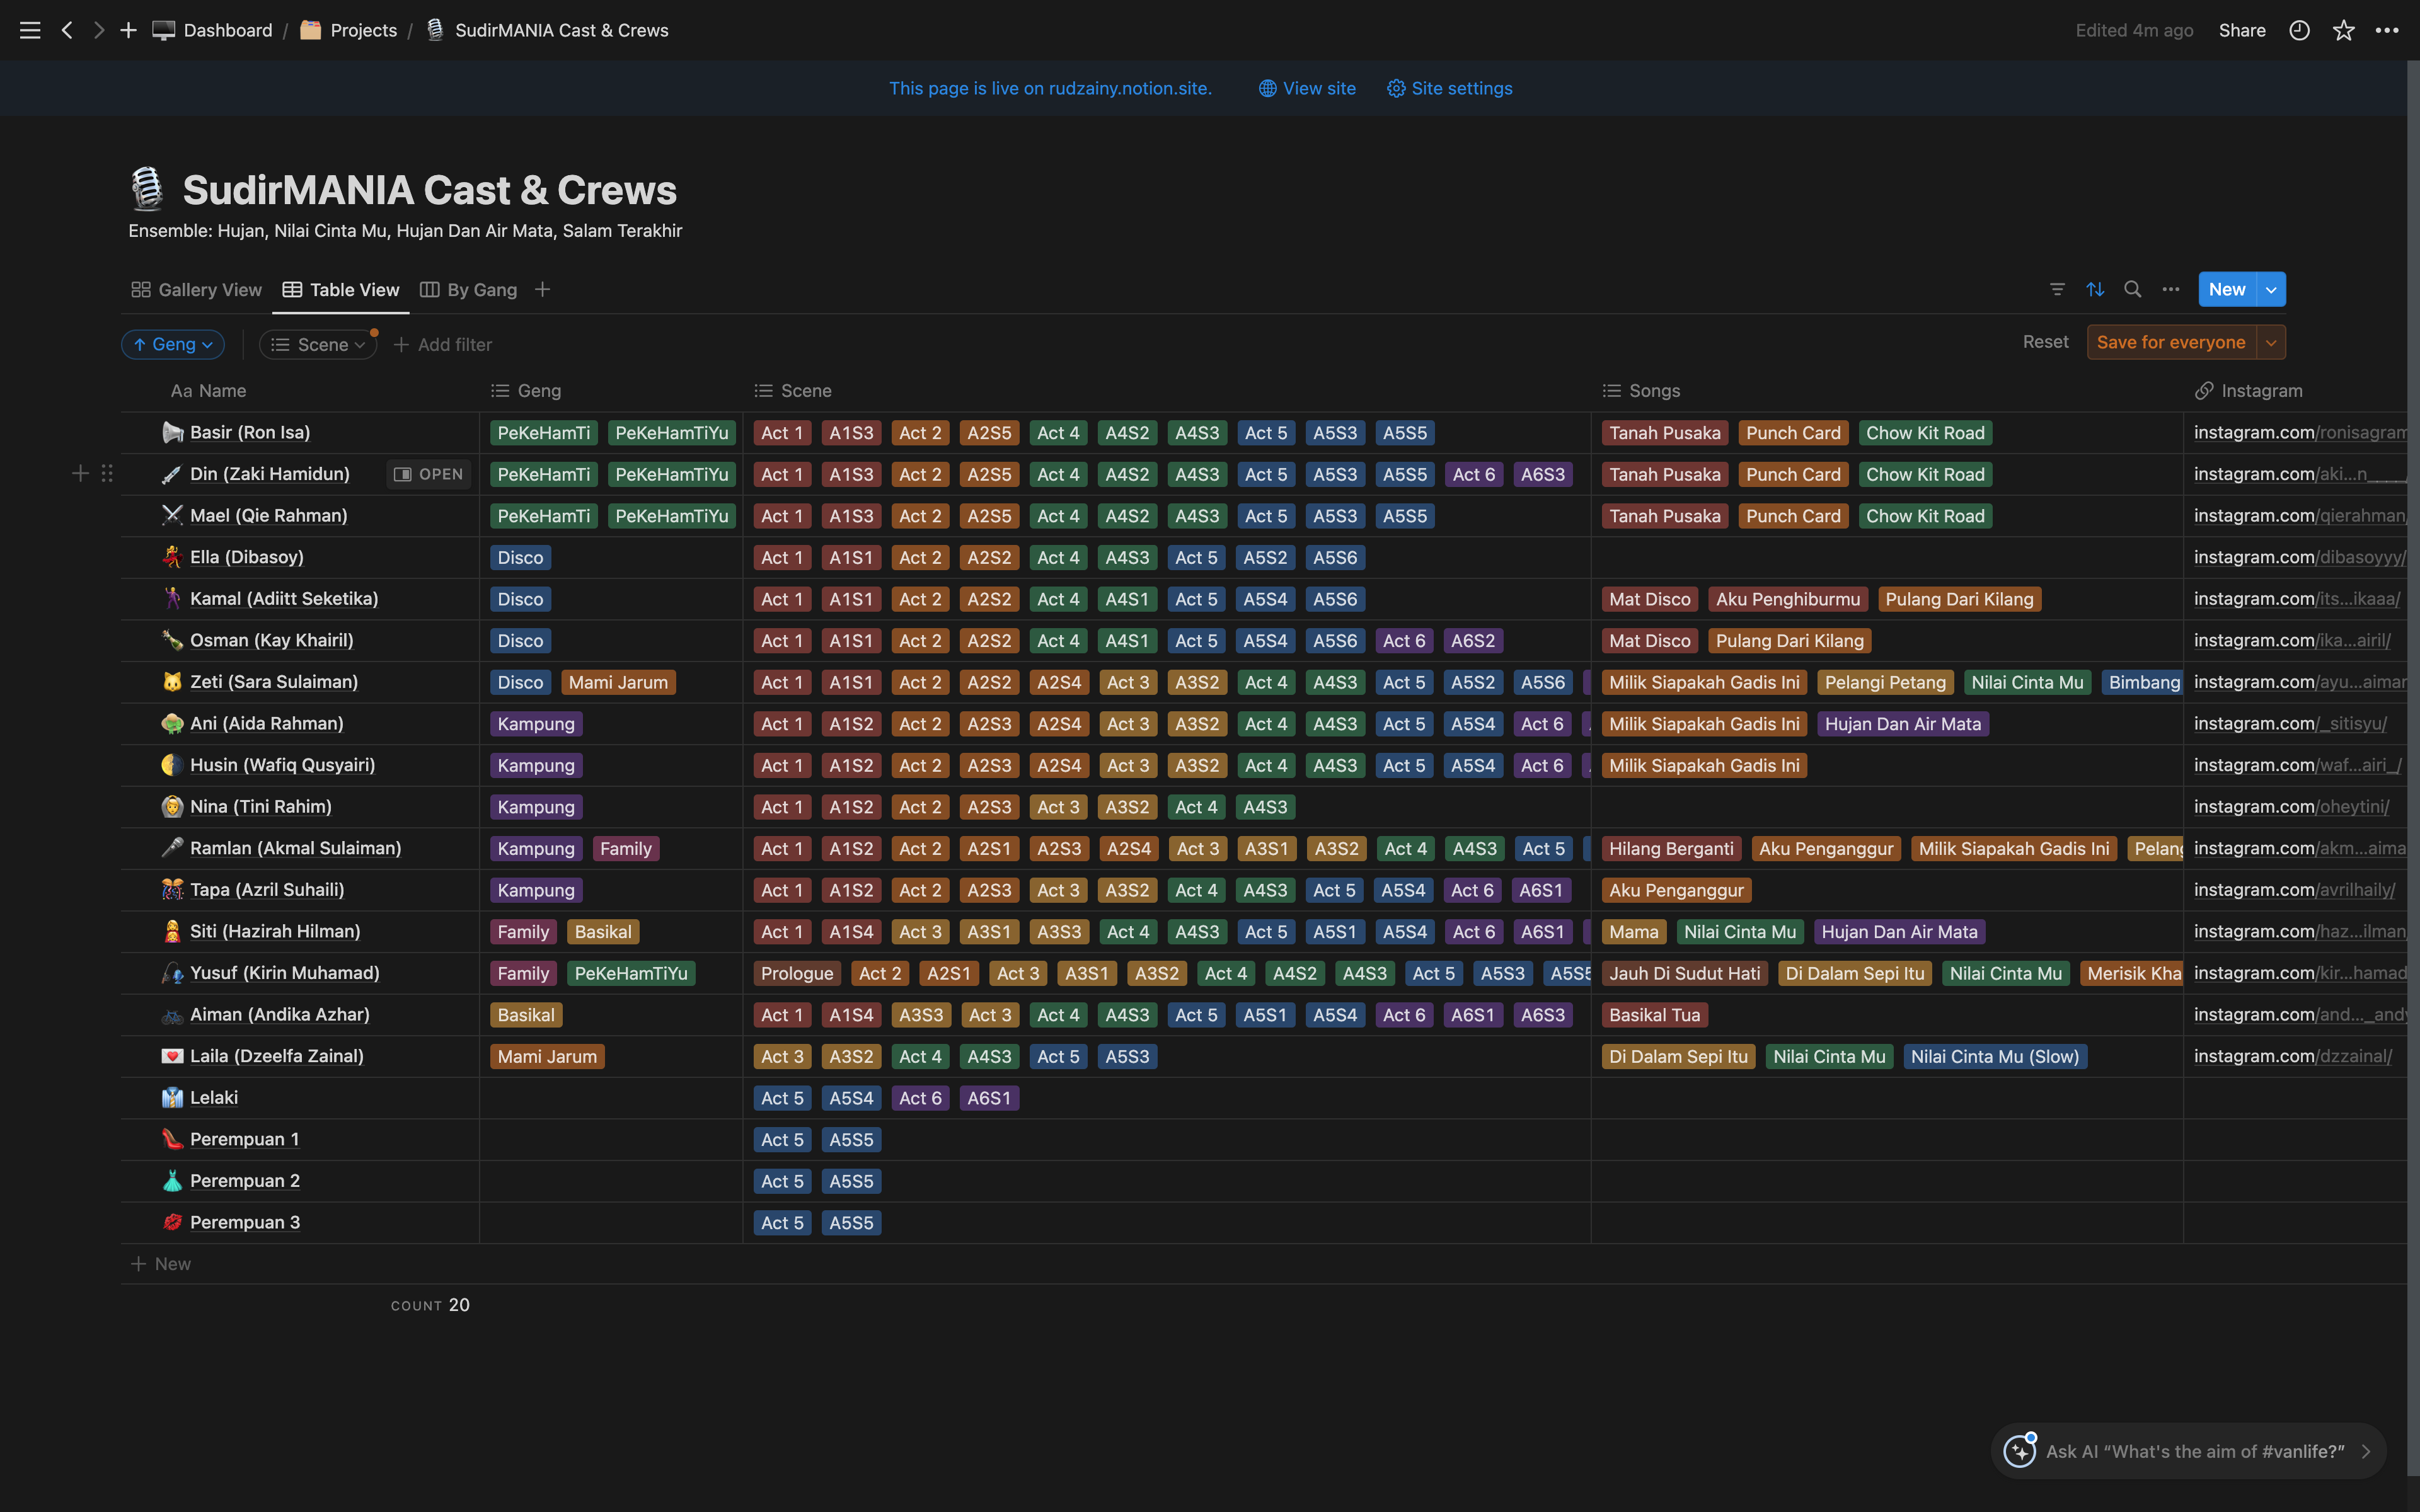 Dashboard / Projects / SudirMANIA Cast & Crews Edited 4m ago Share
This page is live on rudzainy.notion.site. View site Site settings
SudirMANIA Cast & Crews
Ensemble: Hujan, Nilai Cinta Mu, Hujan Dan Air Mata, Salam Terakhir
Gallery View Table View By Gang New
Geng Scene Add filter Reset Save for everyone
Aa Name Geng Scene Songs Instagram
Basir (Ron Isa) PeKeHamTi PeKeHamTiYu Act 1 A1S3 Act 2 A2S5 Act 4 A4S2 A4S3 Act 5 A5S3 A5S5 Tanah Pusaka Punch Card Chow Kit Road instagram.com/ronisagram
Din (Zaki Hamidun) OPEN PeKeHamTi PeKeHamTiYu Act 1 A1S3 Act 2 A2S5 Act 4 A4S2 A4S3 Act 5 A5S3 A5S5 Act 6 A6S3 Tanah Pusaka Punch Card Chow Kit Road instagram.com/aki...n____/
Mael (Qie Rahman) PeKeHamTi PeKeHamTiYu Act 1 A1S3 Act 2 A2S5 Act 4 A4S2 A4S3 Act 5 A5S3 A5S5 Tanah Pusaka Punch Card Chow Kit Road instagram.com/qierahman/
Ella (Dibasoy) Disco Act 1 A1S1 Act 2 A2S2 Act 4 A4S3 Act 5 A5S2 A5S6 instagram.com/dibasoyyy/
Kamal (Adiitt Seketika) Disco Act 1 A1S1 Act 2 A2S2 Act 4 A4S1 Act 5 A5S4 A5S6 Mat Disco Aku Penghiburmu Pulang Dari Kilang instagram.com/its...ikaaa/
Osman (Kay Khairil) Disco Act 1 A1S1 Act 2 A2S2 Act 4 A4S1 Act 5 A5S4 A5S6 Act 6 A6S2 Mat Disco Pulang Dari Kilang instagram.com/ika...airil/
Zeti (Sara Sulaiman) Disco Mami Jarum Act 1 A1S1 Act 2 A2S2 A2S4 Act 3 A3S2 Act 4 A4S3 Act 5 A5S2 A5S6 Milik Siapakah Gadis Ini Pelangi Petang Nilai Cinta Mu Bimbang instagram.com/ayu...aiman
Ani (Aida Rahman) Kampung Act 1 A1S2 Act 2 A2S3 A2S4 Act 3 A3S2 Act 4 A4S3 Act 5 A5S4 Act 6 Milik Siapakah Gadis Ini Hujan Dan Air Mata instagram.com/_sitisyu/
Husin (Wafiq Qusyairi) Kampung Act 1 A1S2 Act 2 A2S3 A2S4 Act 3 A3S2 Act 4 A4S3 Act 5 A5S4 Act 6 Milik Siapakah Gadis Ini instagram.com/waf...airi_/
Nina (Tini Rahim) Kampung Act 1 A1S2 Act 2 A2S3 Act 3 A3S2 Act 4 A4S3 instagram.com/oheytini/
Ramlan (Akmal Sulaiman) Kampung Family Act 1 A1S2 Act 2 A2S1 A2S3 A2S4 Act 3 A3S1 A3S2 Act 4 A4S3 Act 5 Hilang Berganti Aku Penganggur Milik Siapakah Gadis Ini Pelang instagram.com/akm...aima
Tapa (Azril Suhaili) Kampung Act 1 A1S2 Act 2 A2S3 Act 3 A3S2 Act 4 A4S3 Act 5 A5S4 Act 6 A6S1 Aku Penganggur instagram.com/avrilhaily/
Siti (Hazirah Hilman) Family Basikal Act 1 A1S4 Act 3 A3S1 A3S3 Act 4 A4S3 Act 5 A5S1 A5S4 Act 6 A6S1 Mama Nilai Cinta Mu Hujan Dan Air Mata instagram.com/haz...ilman
Yusuf (Kirin Muhamad) Family PeKeHamTiYu Prologue Act 2 A2S1 Act 3 A3S1 A3S2 Act 4 A4S2 A4S3 Act 5 A5S3 A5S5 Jauh Di Sudut Hati Di Dalam Sepi Itu Nilai Cinta Mu Merisik Kha instagram.com/kir...hamad
Aiman (Andika Azhar) Basikal Act 1 A1S4 A3S3 Act 3 Act 4 A4S3 Act 5 A5S1 A5S4 Act 6 A6S1 A6S3 Basikal Tua instagram.com/and..._andy
Laila (Dzeelfa Zainal) Mami Jarum Act 3 A3S2 Act 4 A4S3 Act 5 A5S3 Di Dalam Sepi Itu Nilai Cinta Mu Nilai Cinta Mu (Slow) instagram.com/dzzainal/
Lelaki Act 5 A5S4 Act 6 A6S1
Perempuan 1 Act 5 A5S5
Perempuan 2 Act 5 A5S5
Perempuan 3 Act 5 A5S5
New
COUNT 20
Ask AI “What's the aim of #vanlife?”